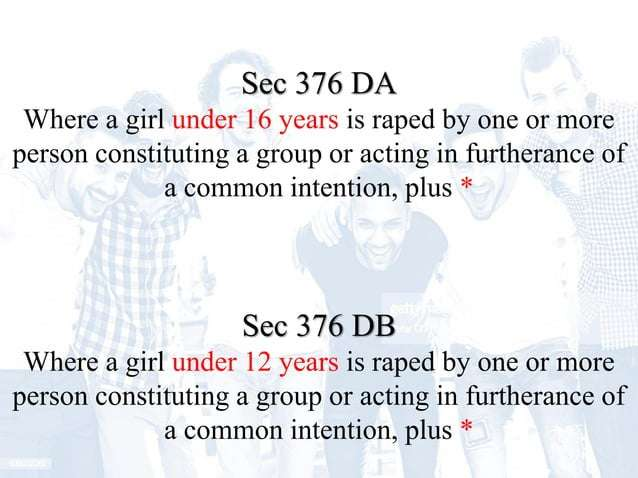 Sec 376 DA
Where a girl under 16 years is raped by one or more
person constituting a group or acting in furtherance of
a common intention, plus *
Sec 376 DB
Where a girl under 12 years is raped by one or more
person constituting a group or acting in furtherance of
a common intention, plus *